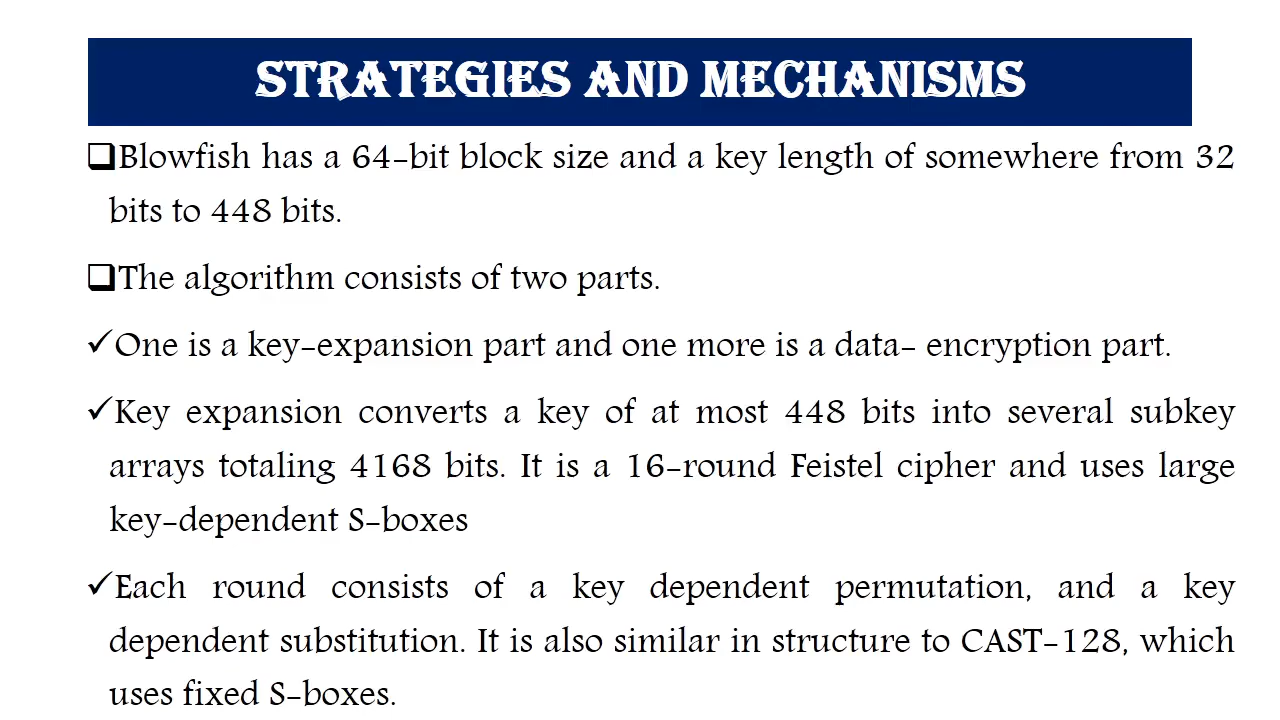 STRATEGIES AND MECHANISMS
❑Blowfish has a 64-bit block size and a key length of somewhere from 32
bits to 448 bits.
❑The algorithm consists of two parts.
✓One is a key-expansion part and one more is a data- encryption part.
✓Key expansion converts a key of at most 448 bits into several subkey
arrays totaling 4168 bits. It is a 16-round Feistel cipher and uses large
key-dependent S-boxes
✓Each round consists of a key dependent permutation, and a key
dependent substitution. It is also similar in structure to CAST-128, which
uses fixed S-boxes.